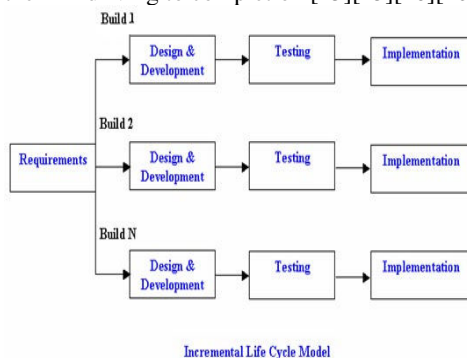 Build 1
Design &
Development
Testing
Implementation
Build 2
Requirements
Design &
Development
Testing
Implementation
Build N
Design &
Development
Testing
Implementation
Incremental Life Cycle Model